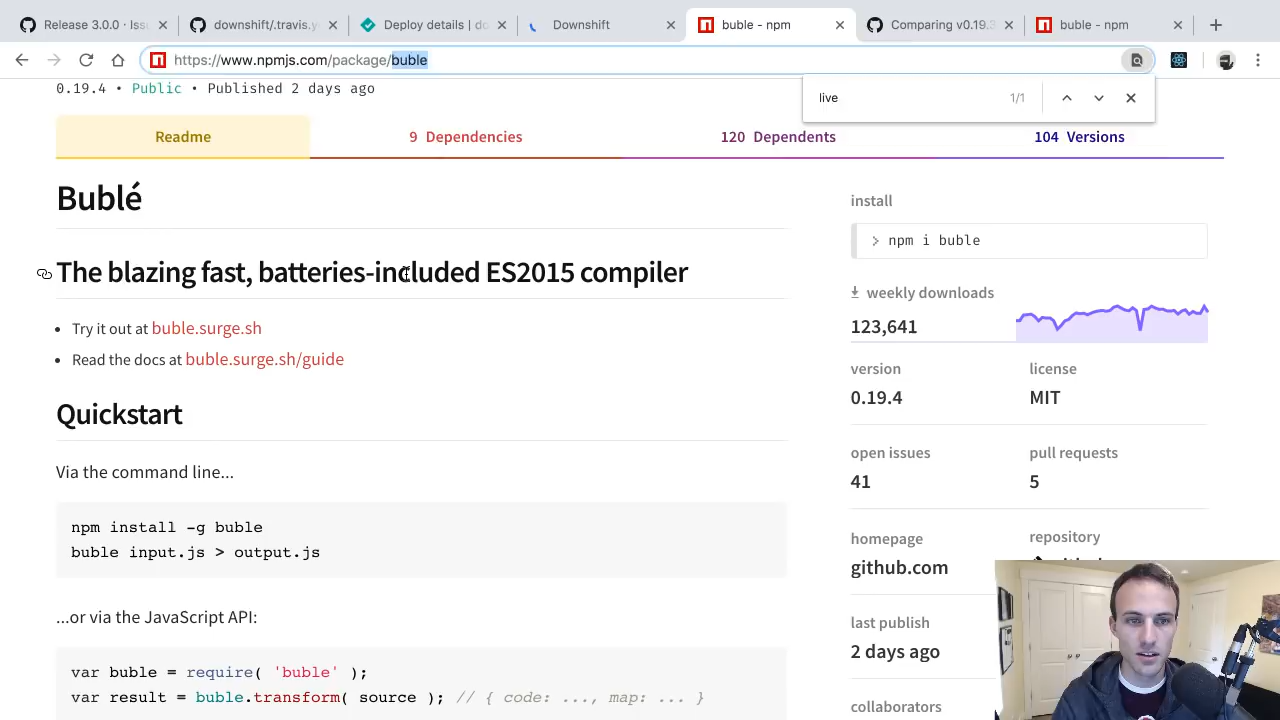 Release 3.0.0 · Iss
downshift/.travis.y
Deploy details | do
Downshift
buble - npm
Comparing v0.19.3
buble - npm
https://www.npmjs.com/package/buble
live
1/1
0.19.4 • Public • Published 2 days ago
Readme
9 Dependencies
120 Dependents
104 Versions
Bublé
The blazing fast, batteries-included ES2015 compiler
Try it out at buble.surge.sh
Read the docs at buble.surge.sh/guide
Quickstart
Via the command line...
npm install -g buble
buble input.js > output.js
...or via the JavaScript API:
var buble = require( 'buble' );
var result = buble.transform( source ); // { code: ..., map: ... }
install
> npm i buble
weekly downloads
123,641
version
license
0.19.4
MIT
open issues
pull requests
41
5
homepage
repository
github.com
last publish
2 days ago
collaborators